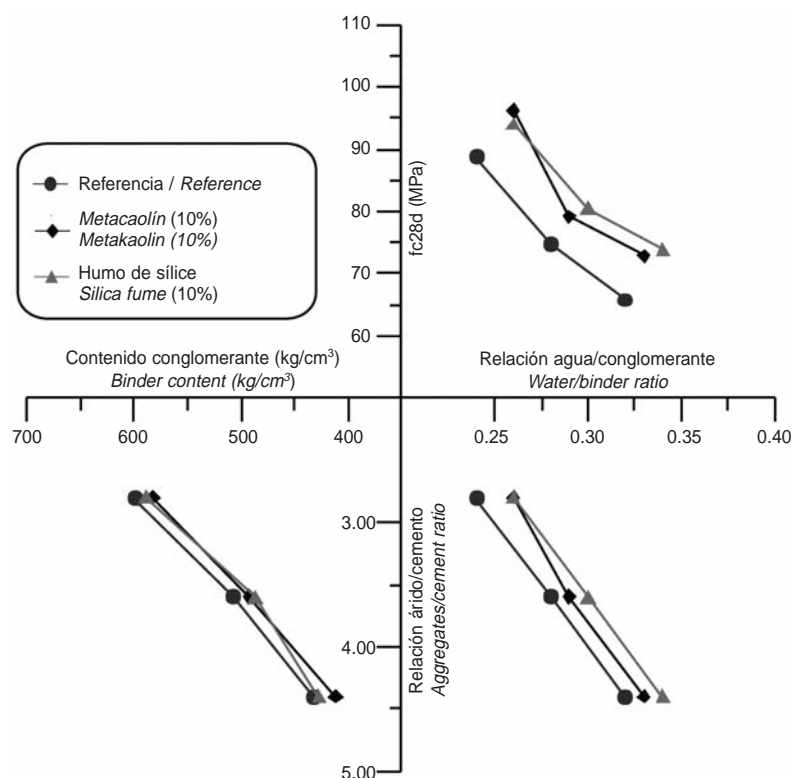 110
100
90
80
70
60
fc28d (MPa)
Referencia / Reference
Metacaolín (10%)
Metakaolin (10%)
Humo de sílice
Silica fume (10%)
Contenido conglomerante (kg/cm³)
Binder content (kg/cm³)
Relación agua/conglomerante
Water/binder ratio
700
600
500
400
0.25
0.30
0.35
0.40
3.00
4.00
5.00
Relación árido/cemento
Aggregates/cement ratio